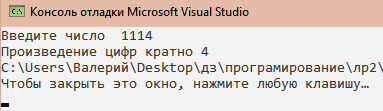 Консоль отладки Microsoft Visual Studio
Введите число  1114
Произведение цифр кратно 4
C:\Users\Валерий\Desktop\дз\програмирование\лр2\
Чтобы закрыть это окно, нажмите любую клавишу…